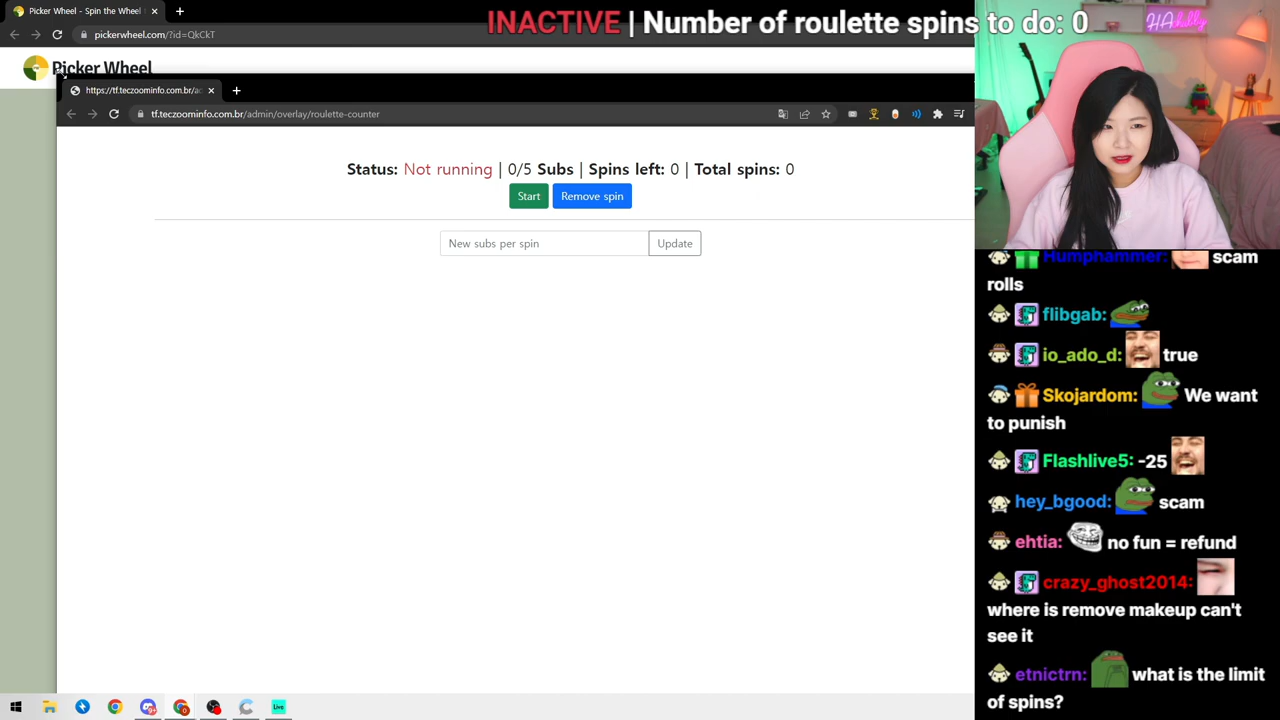 Picker Wheel - Spin the Wheel
pickerwheel.com/?id=QkCkT
INACTIVE | Number of roulette spins to do: 0
HAchubby
Picker Wheel
https://tf.teczoominfo.com.br/ac
tf.teczoominfo.com.br/admin/overlay/roulette-counter
Status: Not running | 0/5 Subs | Spins left: 0 | Total spins: 0
Start
Remove spin
New subs per spin
Update
Humphammer: scam
rolls
flibgab:
io_ado_d: true
Skojardom: We want
to punish
Flashlive5: -25
hey_bgood: scam
ehtia: no fun = refund
crazy_ghost2014:
where is remove makeup can't
see it
etnictrn: what is the limit
of spins?
Live